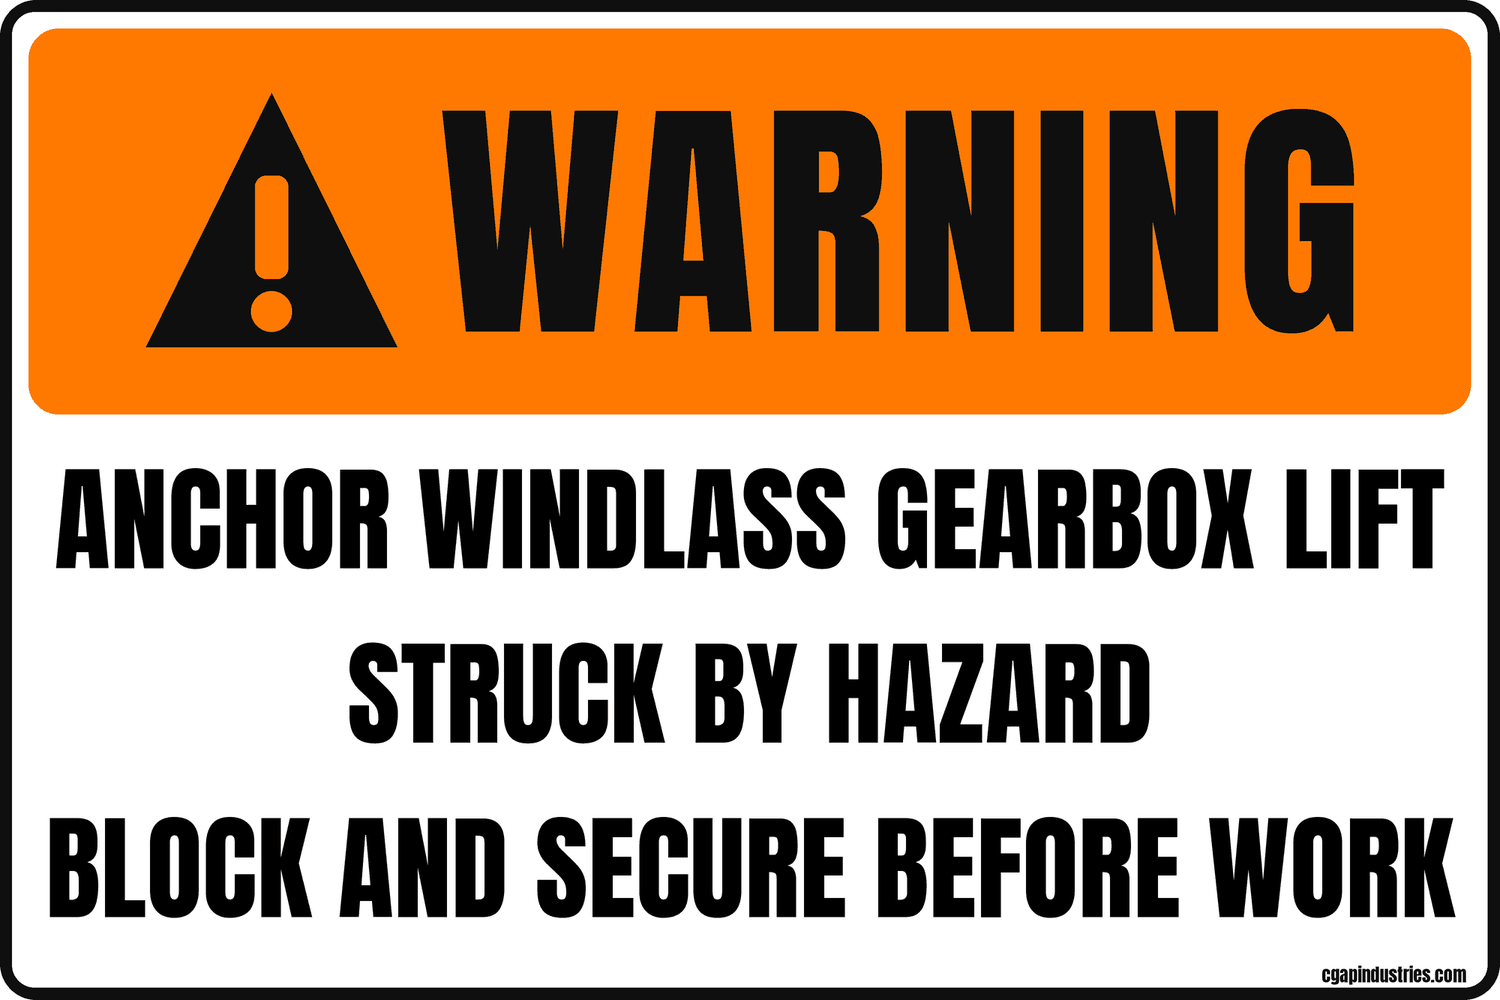 WARNING
ANCHOR WINDLASS GEARBOX LIFT
STRUCK BY HAZARD
BLOCK AND SECURE BEFORE WORK
cgapindustries.com